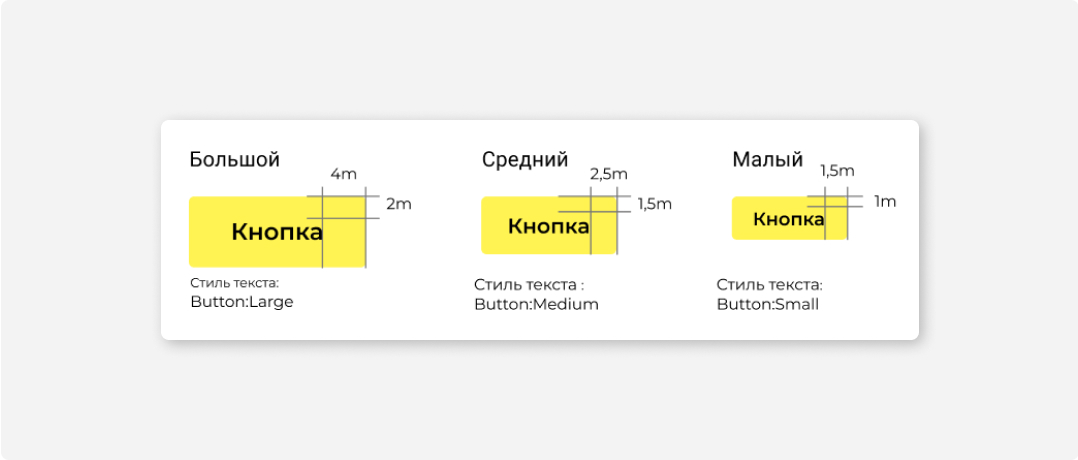 Большой
4m
2m
Кнопка
Стиль текста:
Button:Large
Средний
2,5m
1,5m
Кнопка
Стиль текста :
Button:Medium
Малый
1,5m
1m
Кнопка
Стиль текста:
Button:Small